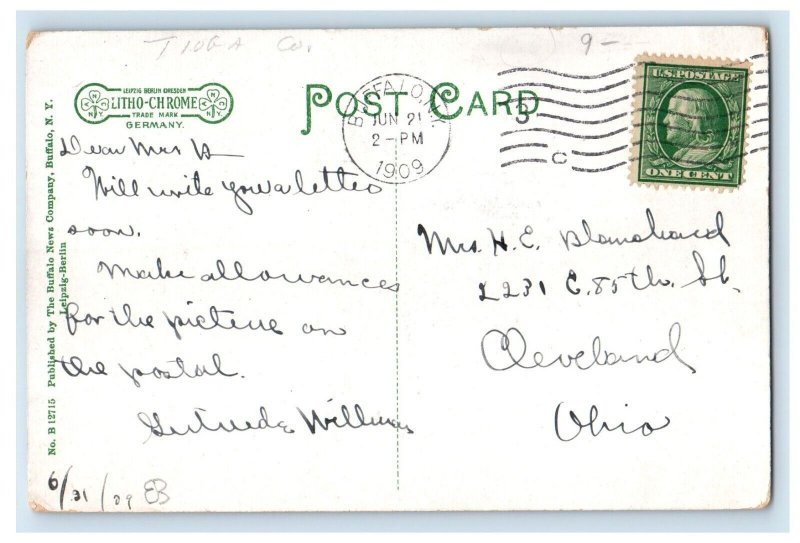 TIOGA Co.
9-
LEIPZIG BERLIN DRESDEN
LITHO-CHROME
TRADE MARK
GERMANY.
N Y
N Y
POST CARD
BUFFALO, N.Y.
JUN 21
2-PM
1909
3
C
U.S. POSTAGE
ONE CENT
Dear Mrs B
Will write you a letter
soon.
Make allowances
for the picture on
the postal.
Gertrude Williams
6/21/09 EB
Mrs. H. E. Blanchard
2231 E. 85th. St.
Cleveland
Ohio
No. B 12715 Published by The Buffalo News Company, Buffalo, N. Y.
Leipzig-Berlin